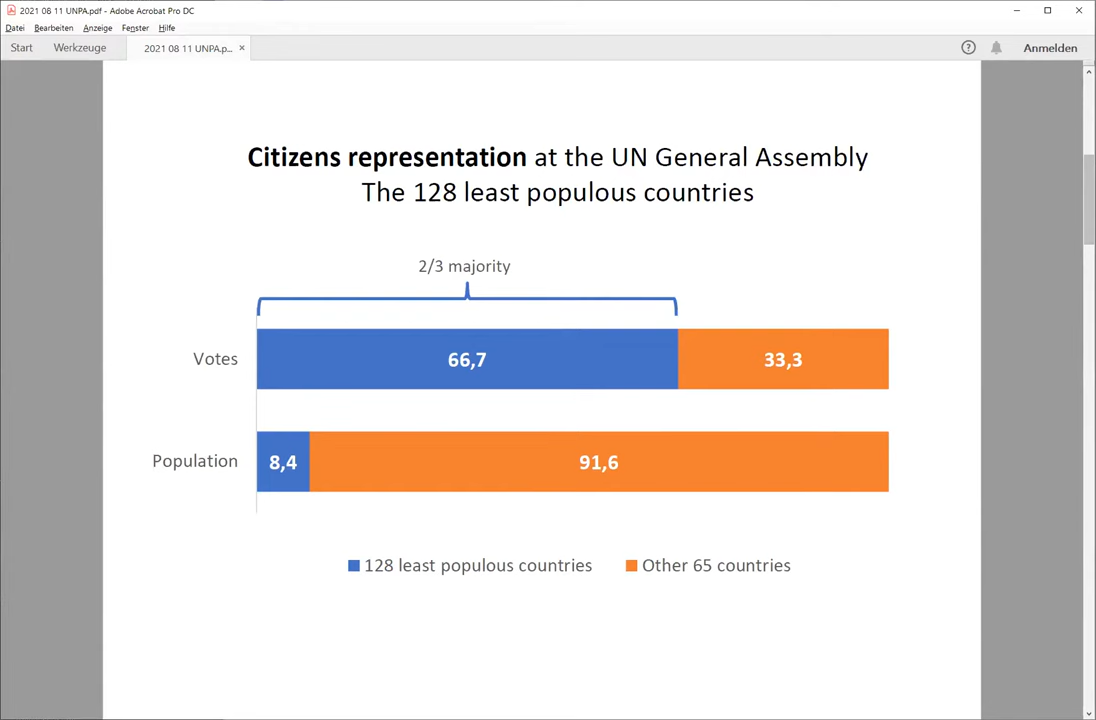 2021 08 11 UNPA.pdf - Adobe Acrobat Pro DC
Datei Bearbeiten Anzeige Fenster Hilfe
Start Werkzeuge 2021 08 11 UNPA.p... × Anmelden
Citizens representation at the UN General Assembly
The 128 least populous countries
2/3 majority
Votes 66,7 33,3
Population 8,4 91,6
128 least populous countries Other 65 countries